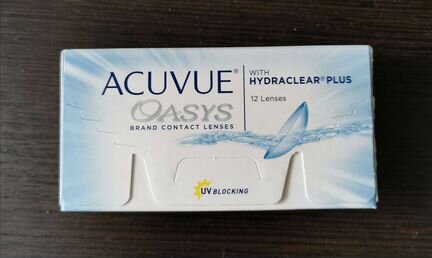 ACUVUE®
OASYS
BRAND CONTACT LENSES
WITH
HYDRACLEAR® PLUS
12 Lenses
UV BLOCKING